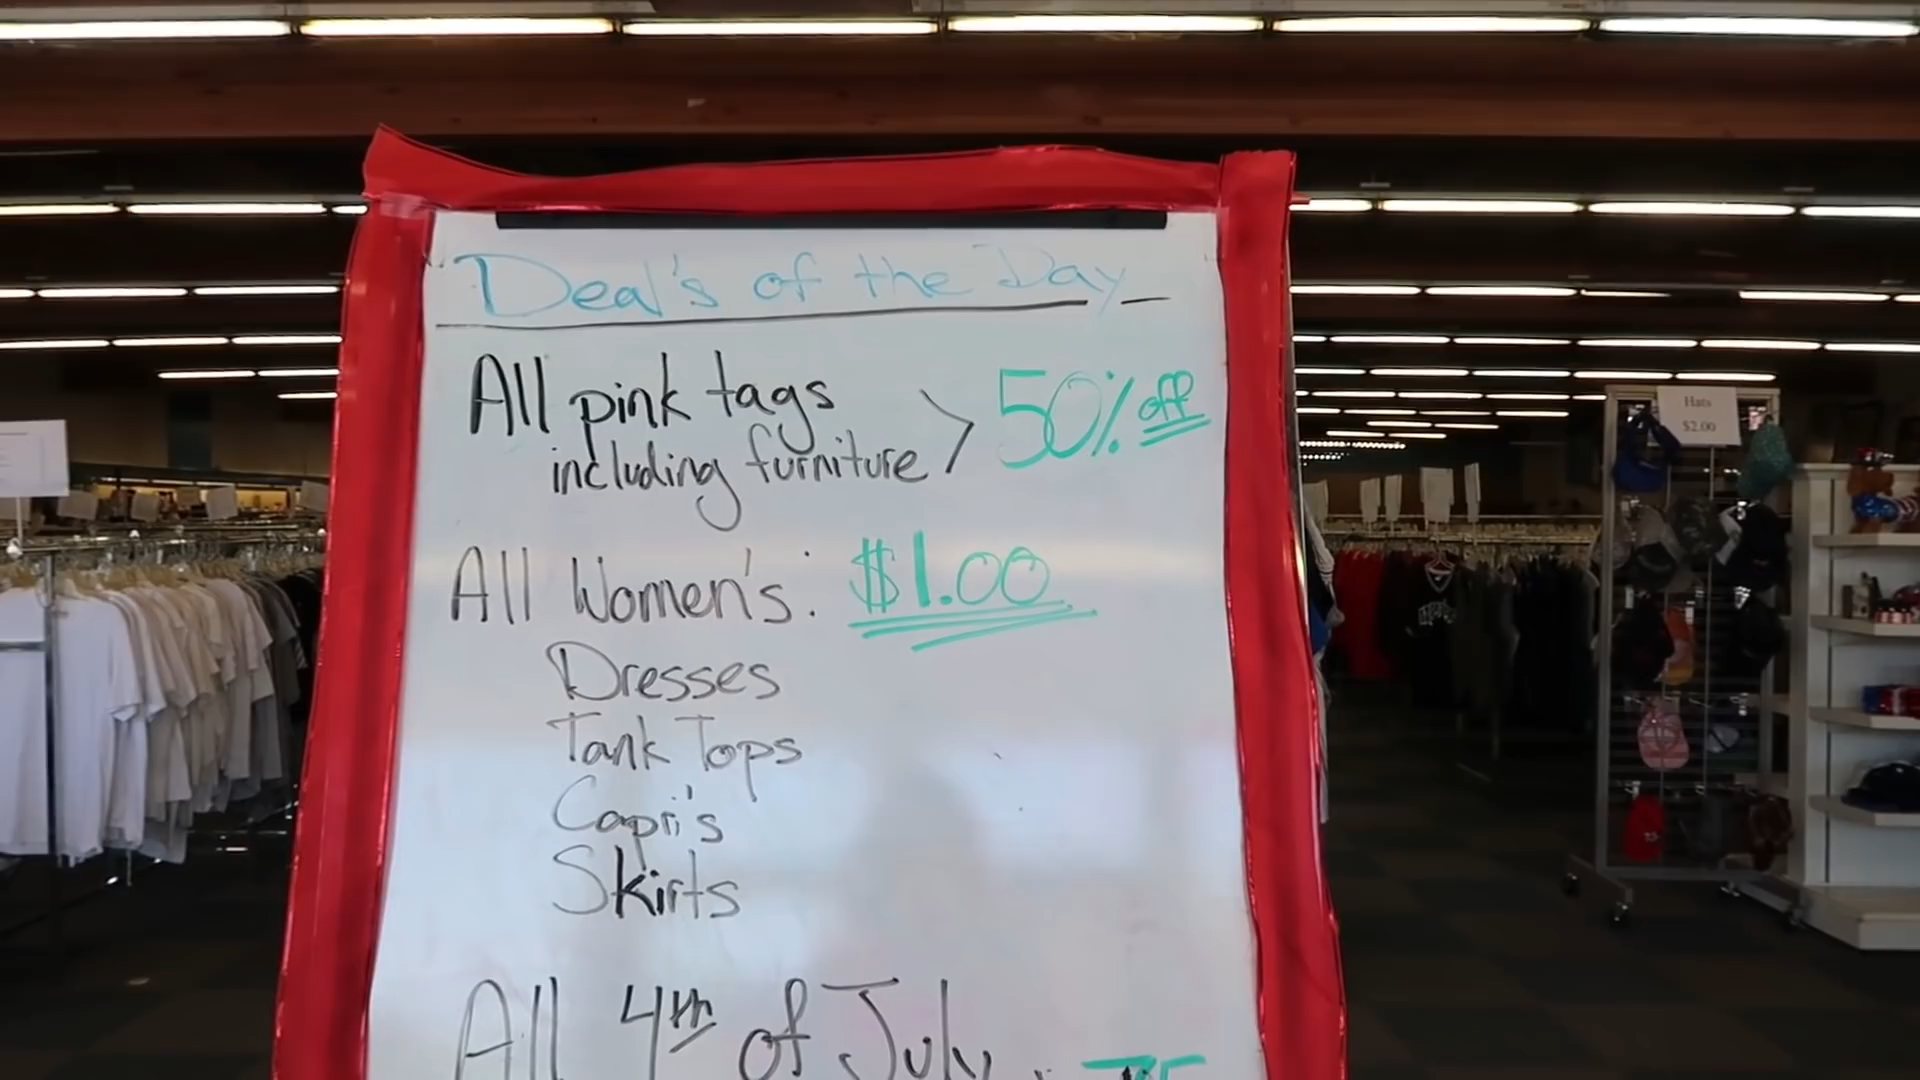 Deal's of the Day
All pink tags
including furniture > 50% off
All Women's: $1.00
Dresses
Tank Tops
Capri's
Skirts
All 4th of July
Hats
$2.00